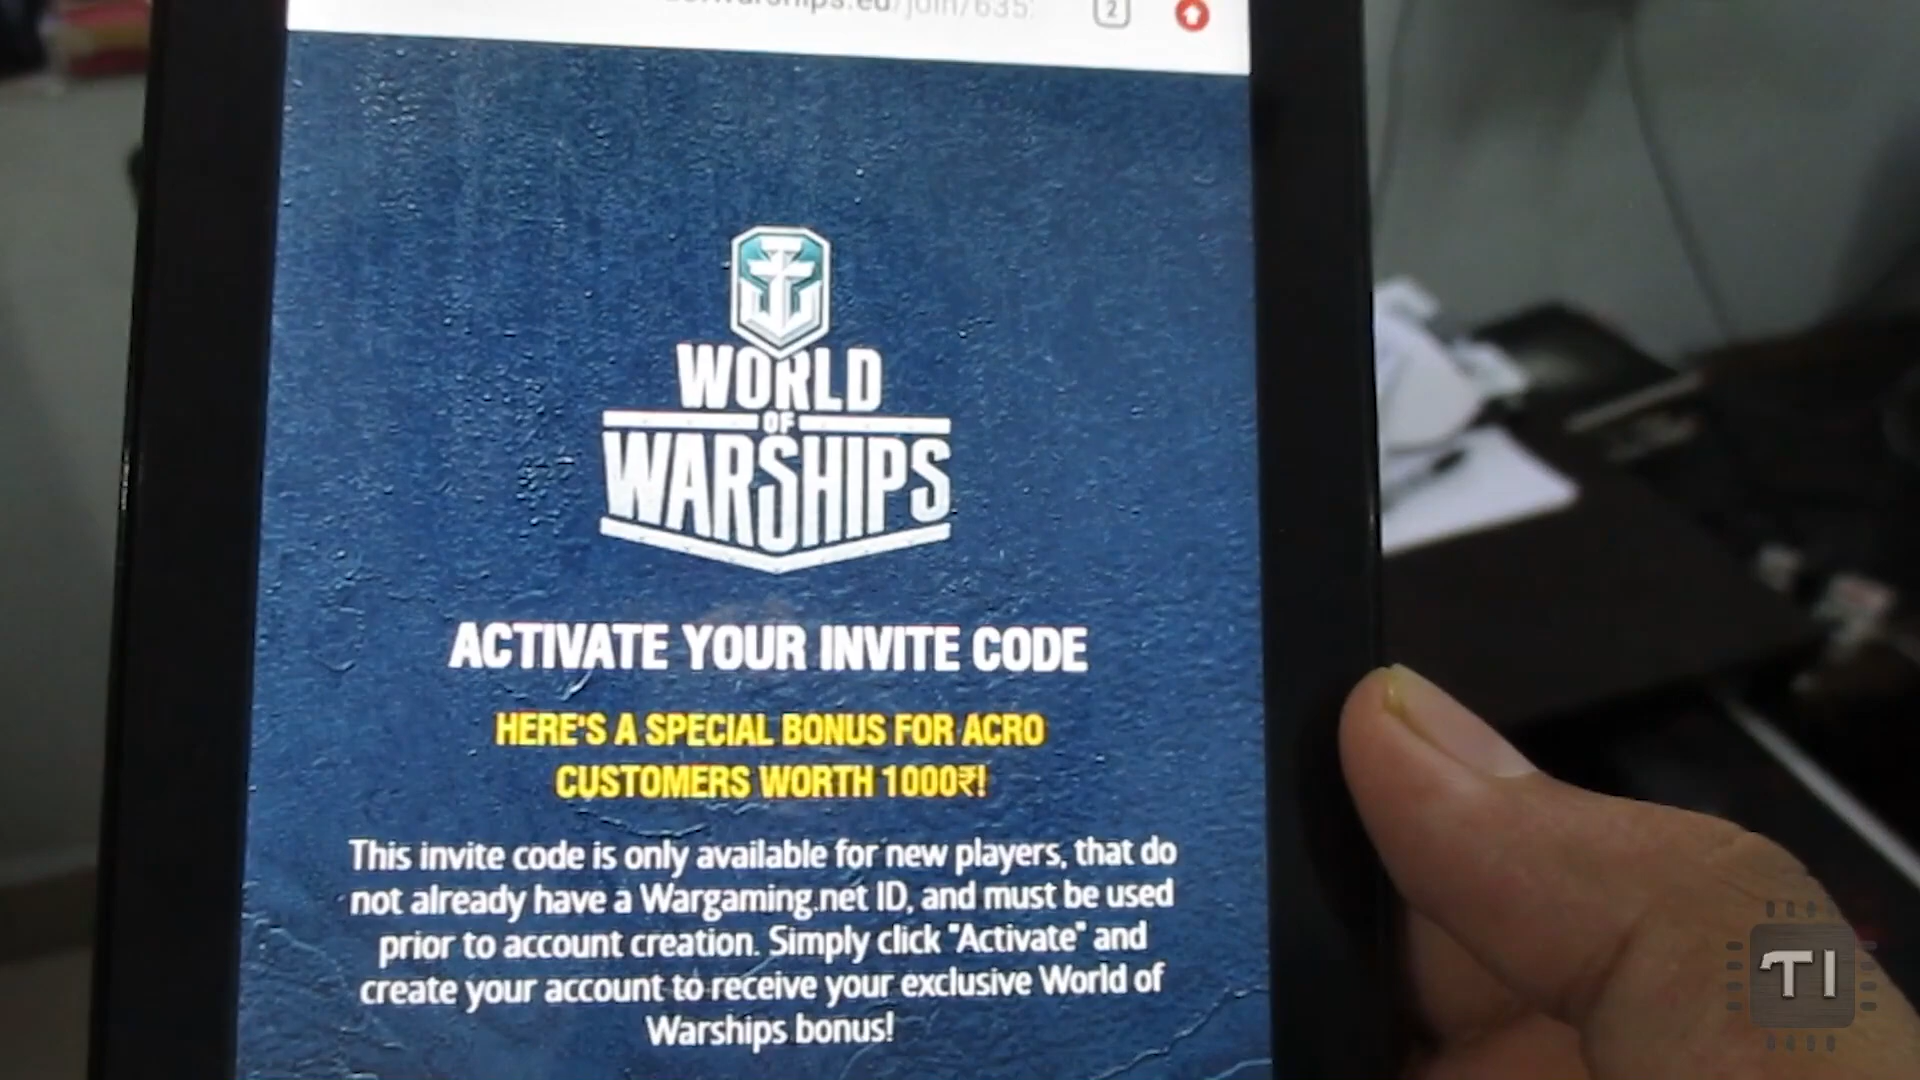 2
WORLD
OF
WARSHIPS
ACTIVATE YOUR INVITE CODE
HERE'S A SPECIAL BONUS FOR ACRO
CUSTOMERS WORTH 1000₹!
This invite code is only available for new players, that do
not already have a Wargaming.net ID, and must be used
prior to account creation. Simply click "Activate" and
create your account to receive your exclusive World of
Warships bonus!
TI